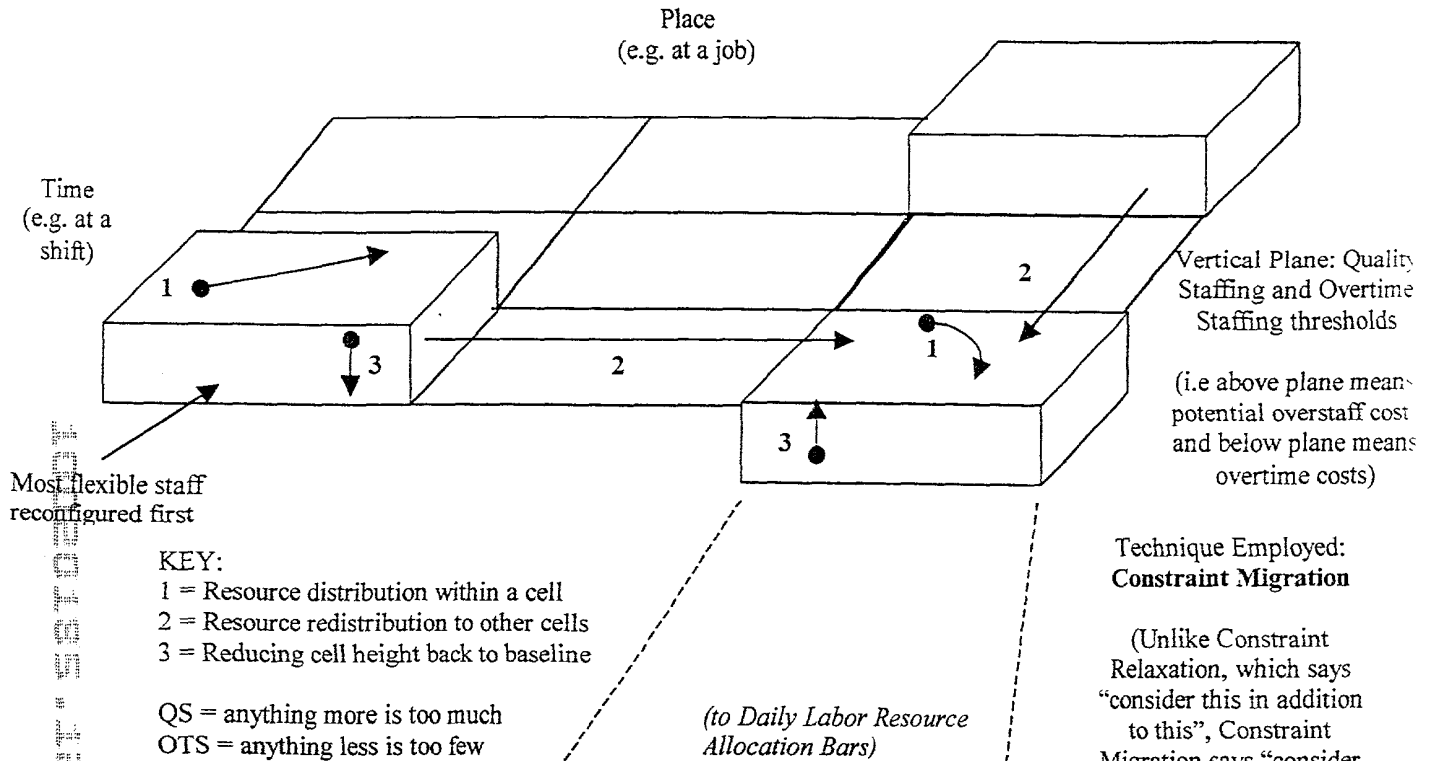 Place
(e.g. at a job)
Time
(e.g. at a
shift)
1
3
2
2
1
3
Vertical Plane: Quality
Staffing and Overtime
Staffing thresholds
(i.e above plane means
potential overstaff cost
and below plane means
overtime costs)
Most flexible staff
reconfigured first
KEY:
1 = Resource distribution within a cell
2 = Resource redistribution to other cells
3 = Reducing cell height back to baseline
QS = anything more is too much
OTS = anything less is too few
(to Daily Labor Resource
Allocation Bars)
Technique Employed:
Constraint Migration
(Unlike Constraint
Relaxation, which says
“consider this in addition
to this”, Constraint
Migration says “consider